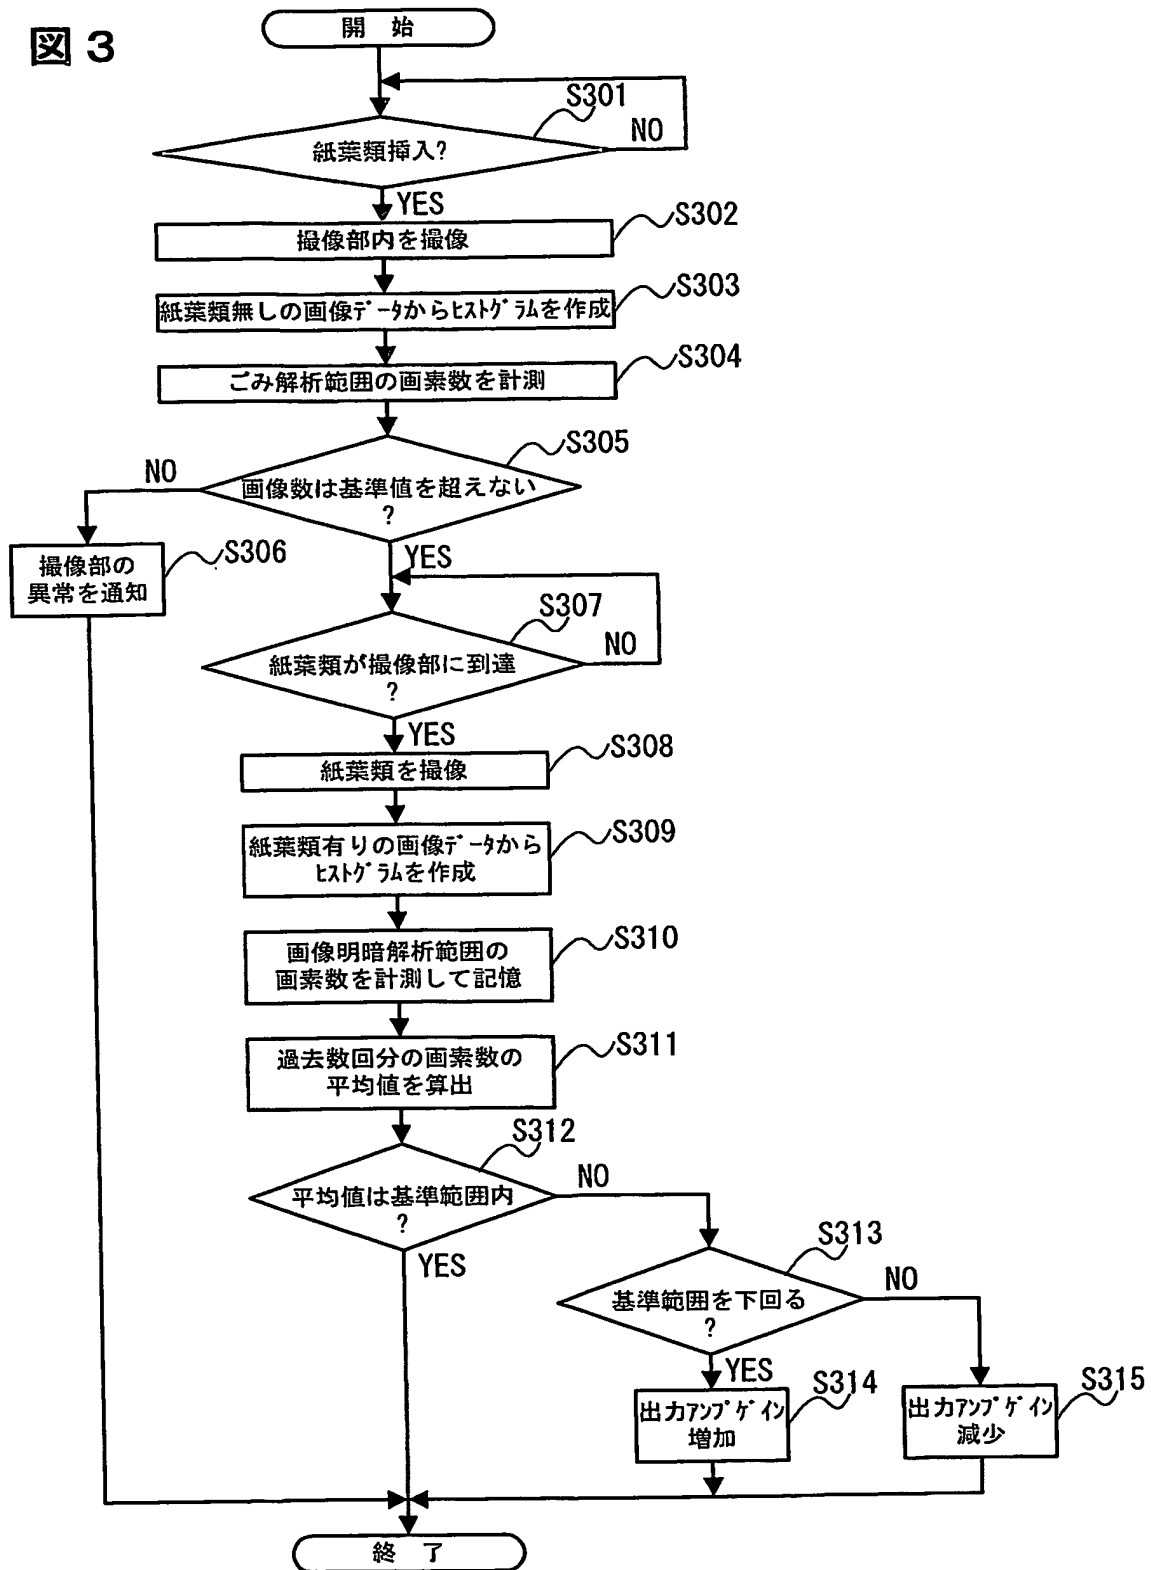 図3
開 始
S301
NO
紙葉類挿入?
YES
S302
撮像部内を撮像
S303
紙葉類無しの画像ﾃﾞｰﾀからﾋｽﾄｸﾞﾗﾑを作成
S304
ごみ解析範囲の画素数を計測
S305
NO
画像数は基準値を超えない
?
YES
S306
撮像部の
異常を通知
S307
NO
紙葉類が撮像部に到達
?
YES
S308
紙葉類を撮像
S309
紙葉類有りの画像ﾃﾞｰﾀから
ﾋｽﾄｸﾞﾗﾑを作成
S310
画像明暗解析範囲の
画素数を計測して記憶
S311
過去数回分の画素数の
平均値を算出
S312
NO
平均値は基準範囲内
?
YES
S313
NO
基準範囲を下回る
?
YES
S314
出力ｱﾝﾌﾟｹﾞｲﾝ
増加
S315
出力ｱﾝﾌﾟｹﾞｲﾝ
減少
終 了